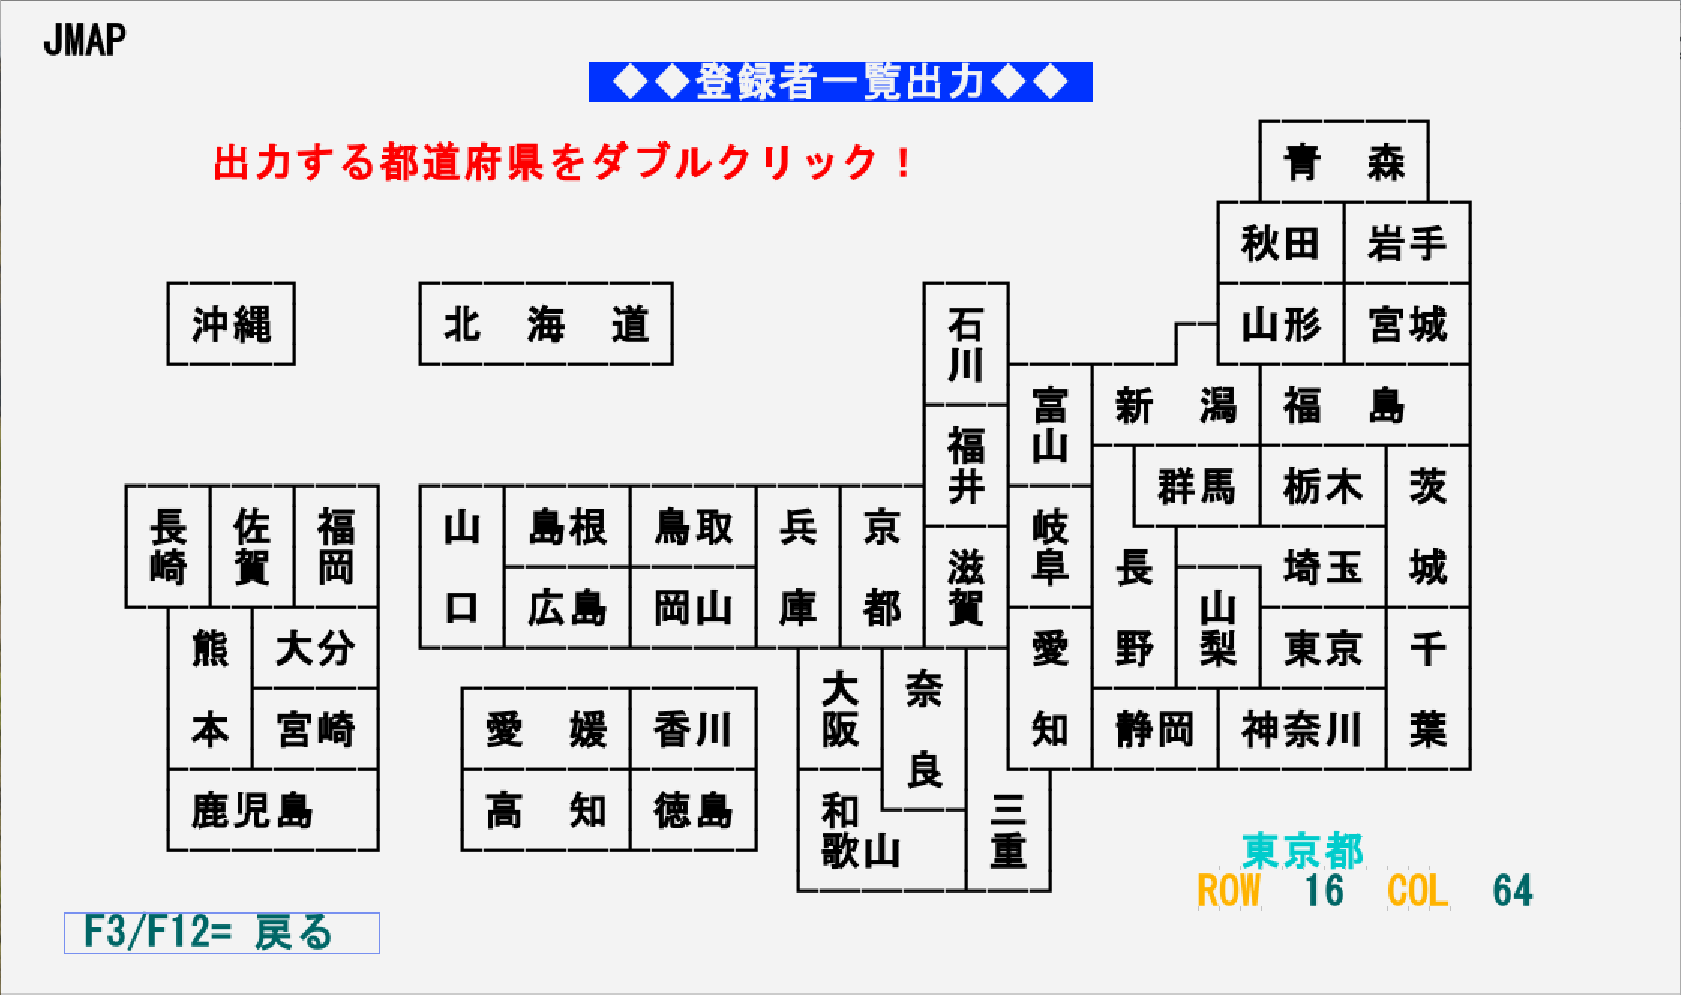 JMAP
◆◆登録者一覧出力◆◆
出力する都道府県をダブルクリック！
青　森
秋田
岩手
沖縄
北　海　道
石川
山形
宮城
富山
新　潟
福　島
福井
群馬
栃木
茨城
長崎
佐賀
福岡
山口
島根
鳥取
兵庫
京都
滋賀
岐阜
長野
埼玉
広島
岡山
山梨
熊本
大分
愛知
東京
千葉
大阪
奈良
宮崎
愛　媛
香川
静岡
神奈川
鹿児島
高　知
徳島
和
歌山
三重
東京都
ROW 16 COL 64
F3/F12= 戻る